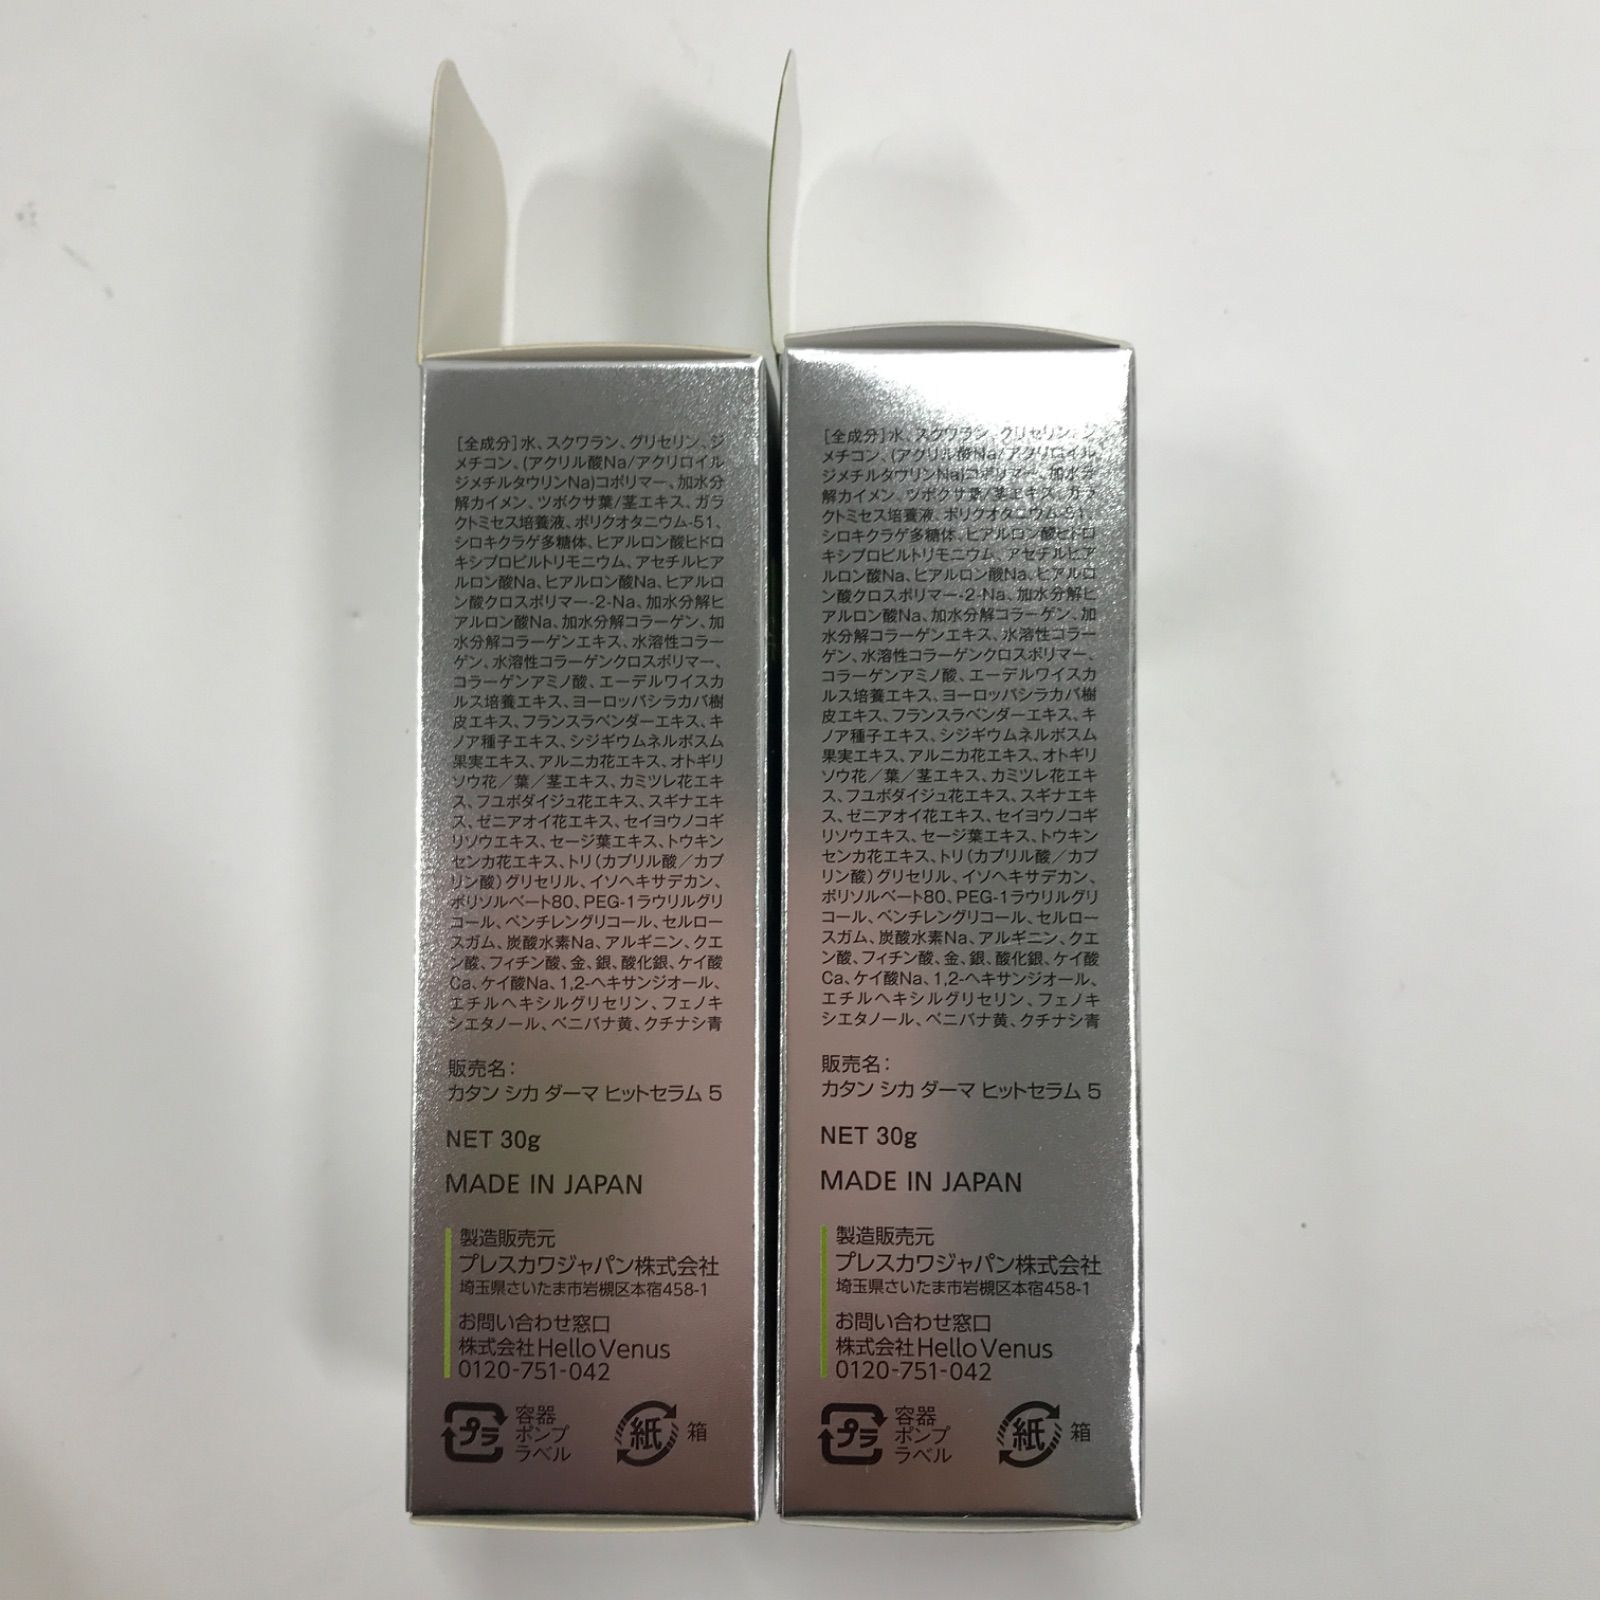 [全成分]水、スクワラン、グリセリン、ジ
メチコン、(アクリル酸Na/アクリロイル
ジメチルタウリンNa)コポリマー、加水分
解カイメン、ツボクサ葉/茎エキス、ガラ
クトミセス培養液、ポリクオタニウム-51、
シロキクラゲ多糖体、ヒアルロン酸ヒドロ
キシプロピルトリモニウム、アセチルヒア
ルロン酸Na、ヒアルロン酸Na、ヒアルロ
ン酸クロスポリマー-2-Na、加水分解ヒ
アルロン酸Na、加水分解コラーゲン、加
水分解コラーゲンエキス、水溶性コラー
ゲン、水溶性コラーゲンクロスポリマー、
コラーゲンアミノ酸、エーデルワイスカ
ルス培養エキス、ヨーロッパシラカバ樹
皮エキス、フランスラベンダーエキス、キ
ノア種子エキス、シジギウムネルボスム
果実エキス、アルニカ花エキス、オトギリ
ソウ花/葉/茎エキス、カミツレ花エキ
ス、フユボダイジュ花エキス、スギナエキ
ス、ゼニアオイ花エキス、セイヨウノコギ
リソウエキス、セージ葉エキス、トウキン
センカ花エキス、トリ(カプリル酸/カプ
リン酸)グリセリル、イソヘキサデカン、
ポリソルベート80、PEG-1ラウリルグリ
コール、ペンチレングリコール、セルロー
スガム、炭酸水素Na、アルギニン、クエ
ン酸、フィチン酸、金、銀、酸化銀、ケイ酸
Ca、ケイ酸Na、1,2-ヘキサンジオール、
エチルヘキシルグリセリン、フェノキ
シエタノール、ベニバナ黄、クチナシ青
販売名:
カタン シカ ダーマ ヒットセラム 5
NET 30g
MADE IN JAPAN
製造販売元
プレスカワジャパン株式会社
埼玉県さいたま市岩槻区本宿458-1
お問い合わせ窓口
株式会社Hello Venus
0120-751-042
プラ
容器
ポンプ
ラベル
紙
箱
[全成分]水、スクワラン、グリセリン、ジ
メチコン、(アクリル酸Na/アクリロイル
ジメチルタウリンNa)コポリマー、加水分
解カイメン、ツボクサ葉/茎エキス、ガラ
クトミセス培養液、ポリクオタニウム-51、
シロキクラゲ多糖体、ヒアルロン酸ヒドロ
キシプロピルトリモニウム、アセチルヒア
ルロン酸Na、ヒアルロン酸Na、ヒアルロ
ン酸クロスポリマー-2-Na、加水分解ヒ
アルロン酸Na、加水分解コラーゲン、加
水分解コラーゲンエキス、水溶性コラー
ゲン、水溶性コラーゲンクロスポリマー、
コラーゲンアミノ酸、エーデルワイスカ
ルス培養エキス、ヨーロッパシラカバ樹
皮エキス、フランスラベンダーエキス、キ
ノア種子エキス、シジギウムネルボスム
果実エキス、アルニカ花エキス、オトギリ
ソウ花/葉/茎エキス、カミツレ花エキ
ス、フユボダイジュ花エキス、スギナエキ
ス、ゼニアオイ花エキス、セイヨウノコギ
リソウエキス、セージ葉エキス、トウキン
センカ花エキス、トリ(カプリル酸/カプ
リン酸)グリセリル、イソヘキサデカン、
ポリソルベート80、PEG-1ラウリルグリ
コール、ペンチレングリコール、セルロー
スガム、炭酸水素Na、アルギニン、クエ
ン酸、フィチン酸、金、銀、酸化銀、ケイ酸
Ca、ケイ酸Na、1,2-ヘキサンジオール、
エチルヘキシルグリセリン、フェノキ
シエタノール、ベニバナ黄、クチナシ青
販売名:
カタン シカ ダーマ ヒットセラム 5
NET 30g
MADE IN JAPAN
製造販売元
プレスカワジャパン株式会社
埼玉県さいたま市岩槻区本宿458-1
お問い合わせ窓口
株式会社Hello Venus
0120-751-042
プラ
容器
ポンプ
ラベル
紙
箱